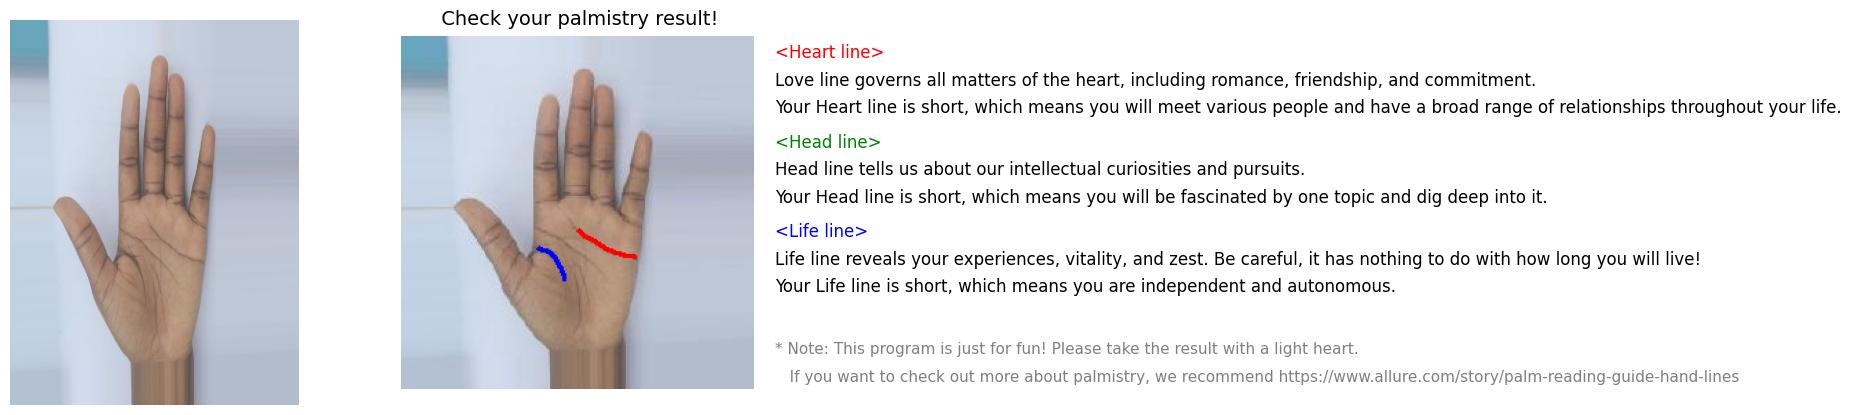 Check your palmistry result!
<Heart line>
Love line governs all matters of the heart, including romance, friendship, and commitment.
Your Heart line is short, which means you will meet various people and have a broad range of relationships throughout your life.
<Head line>
Head line tells us about our intellectual curiosities and pursuits.
Your Head line is short, which means you will be fascinated by one topic and dig deep into it.
<Life line>
Life line reveals your experiences, vitality, and zest. Be careful, it has nothing to do with how long you will live!
Your Life line is short, which means you are independent and autonomous.
* Note: This program is just for fun! Please take the result with a light heart.
If you want to check out more about palmistry, we recommend https://www.allure.com/story/palm-reading-guide-hand-lines